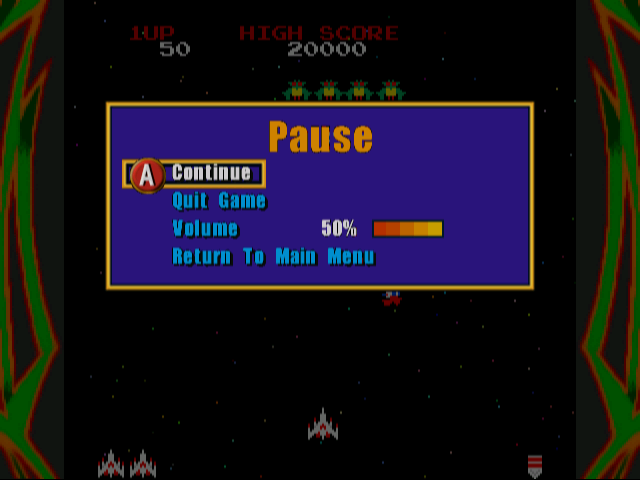 1UP HIGH SCORE
50 20000
Pause
A Continue
Quit Game
Volume 50%
Return To Main Menu